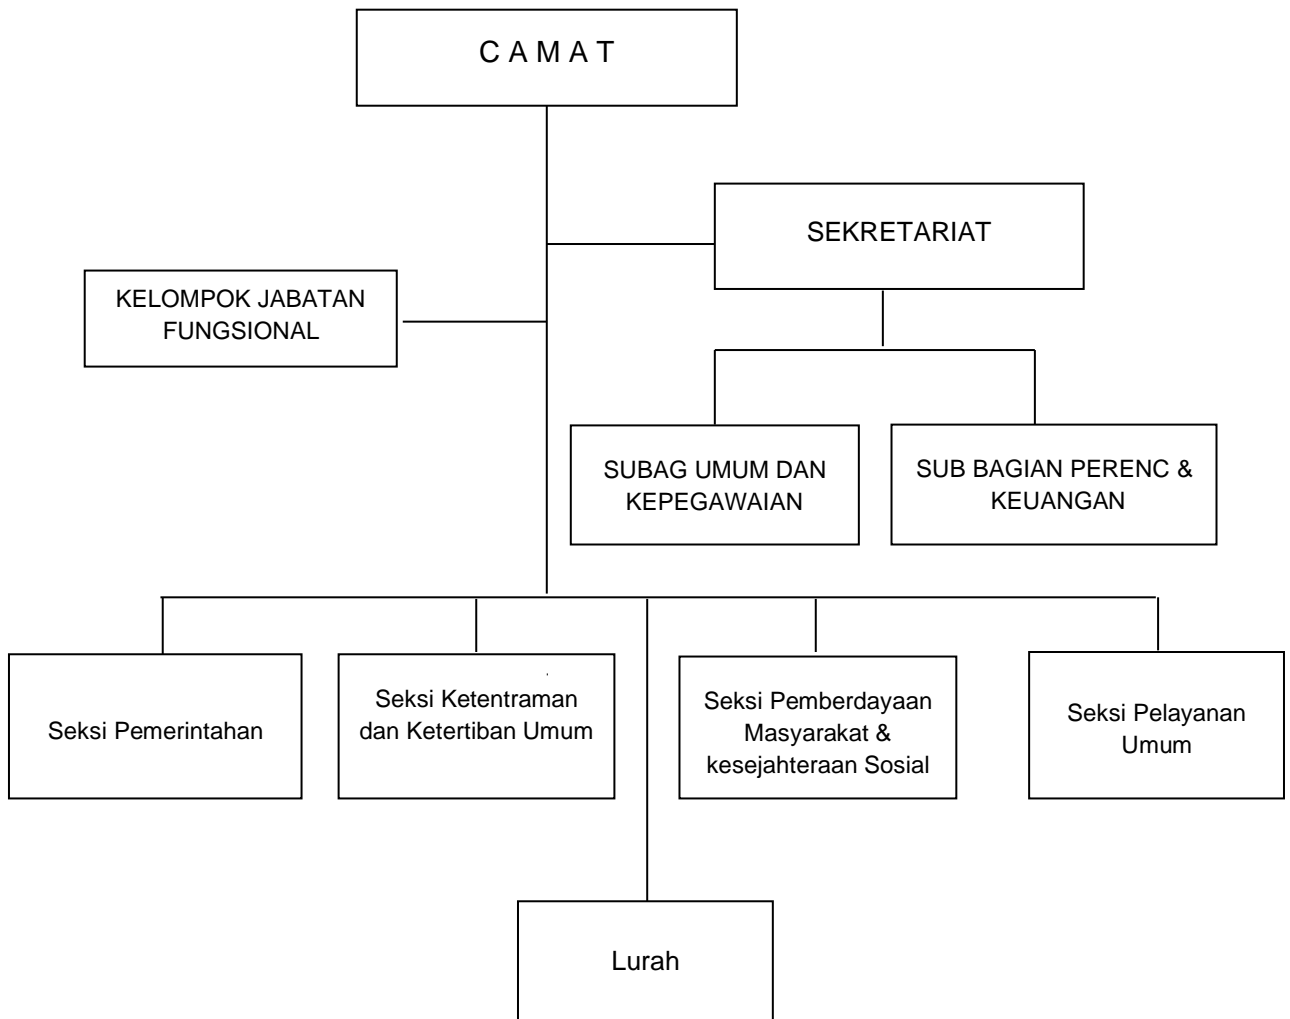 C A M A T
SEKRETARIAT
KELOMPOK JABATAN
FUNGSIONAL
SUBAG UMUM DAN
KEPEGAWAIAN
SUB BAGIAN PERENC &
KEUANGAN
Seksi Pemerintahan
Seksi Ketentraman
dan Ketertiban Umum
Seksi Pemberdayaan
Masyarakat &
kesejahteraan Sosial
Seksi Pelayanan
Umum
Lurah